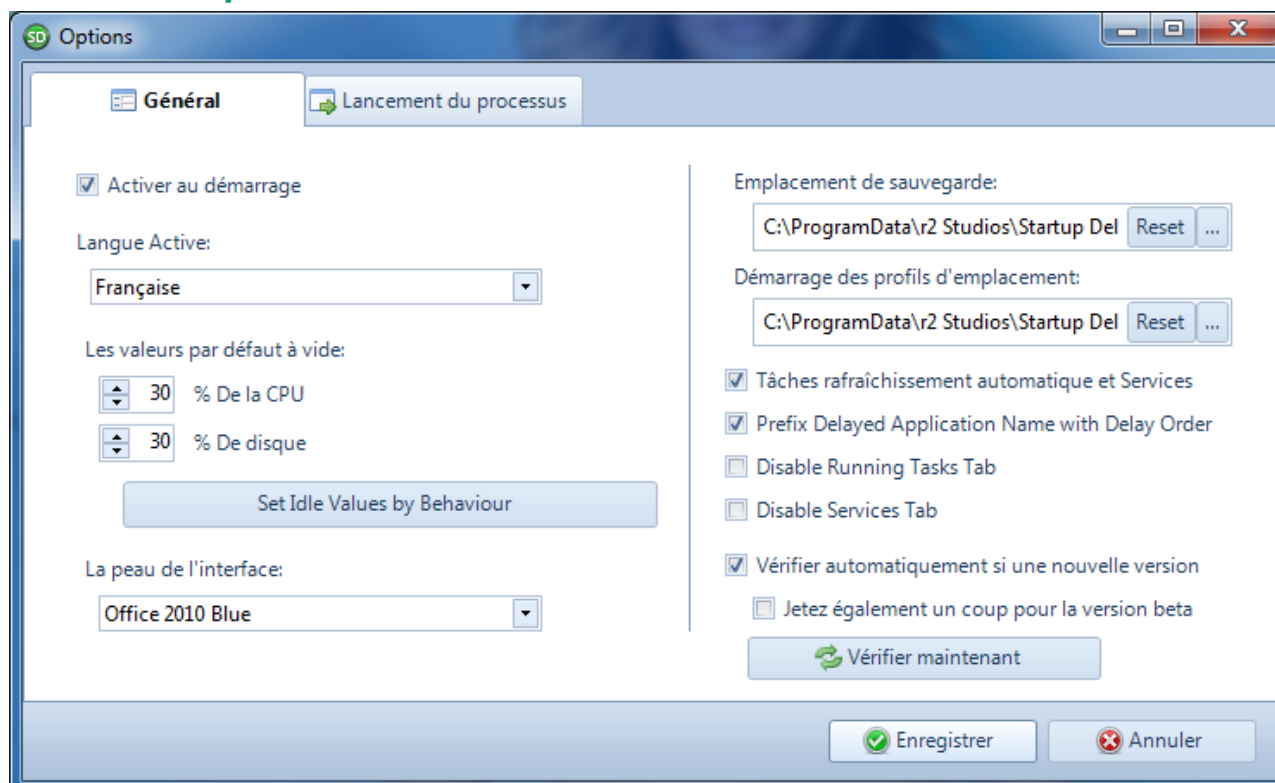 Options
Général
Lancement du processus
Activer au démarrage
Langue Active:
Française
Les valeurs par défaut à vide:
30 % De la CPU
30 % De disque
Set Idle Values by Behaviour
La peau de l'interface:
Office 2010 Blue
Emplacement de sauvegarde:
C:\ProgramData\r2 Studios\Startup Del Reset ...
Démarrage des profils d'emplacement:
C:\ProgramData\r2 Studios\Startup Del Reset ...
Tâches rafraîchissement automatique et Services
Prefix Delayed Application Name with Delay Order
Disable Running Tasks Tab
Disable Services Tab
Vérifier automatiquement si une nouvelle version
Jetez également un coup pour la version beta
Vérifier maintenant
Enregistrer
Annuler